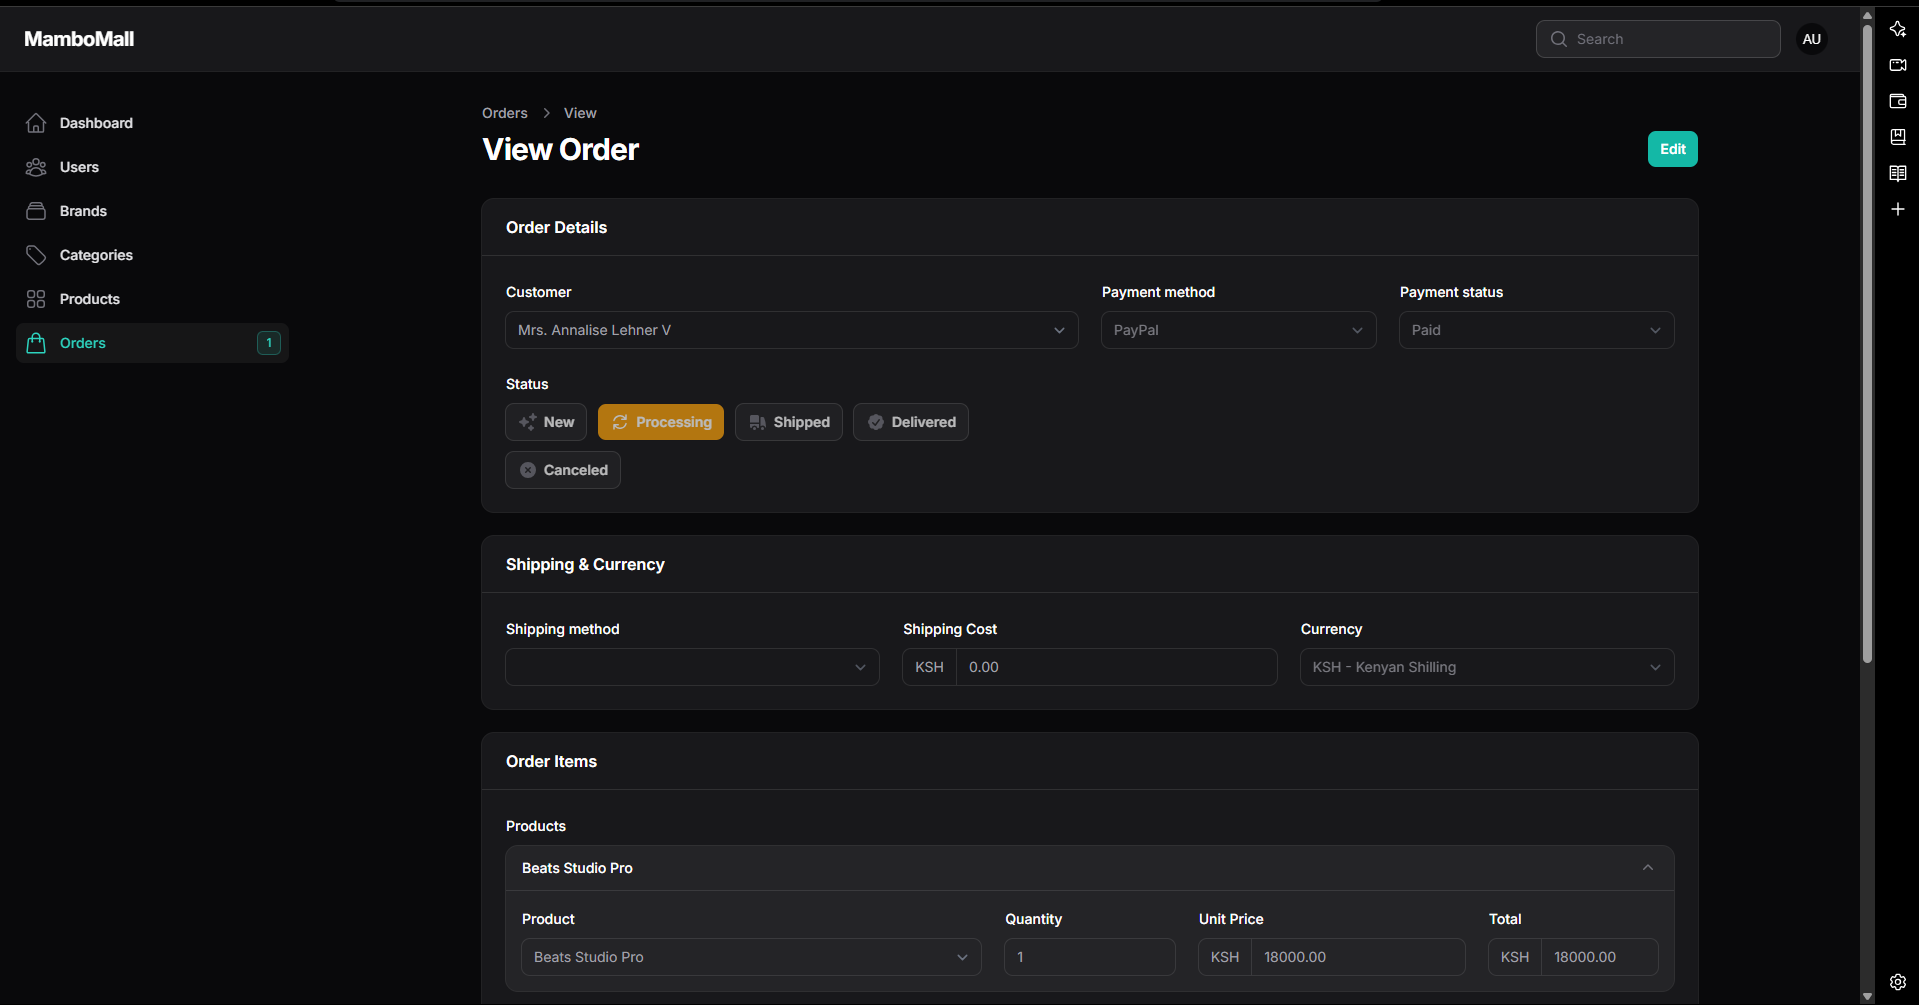 MamboMall
Search
AU
Dashboard
Users
Brands
Categories
Products
Orders
1
Orders View
View Order
Edit
Order Details
Customer
Payment method
Payment status
Mrs. Annalise Lehner V
PayPal
Paid
Status
New
Processing
Shipped
Delivered
Canceled
Shipping & Currency
Shipping method
Shipping Cost
Currency
KSH 0.00
KSH - Kenyan Shilling
Order Items
Products
Beats Studio Pro
Product
Quantity
Unit Price
Total
Beats Studio Pro
1
KSH 18000.00
KSH 18000.00